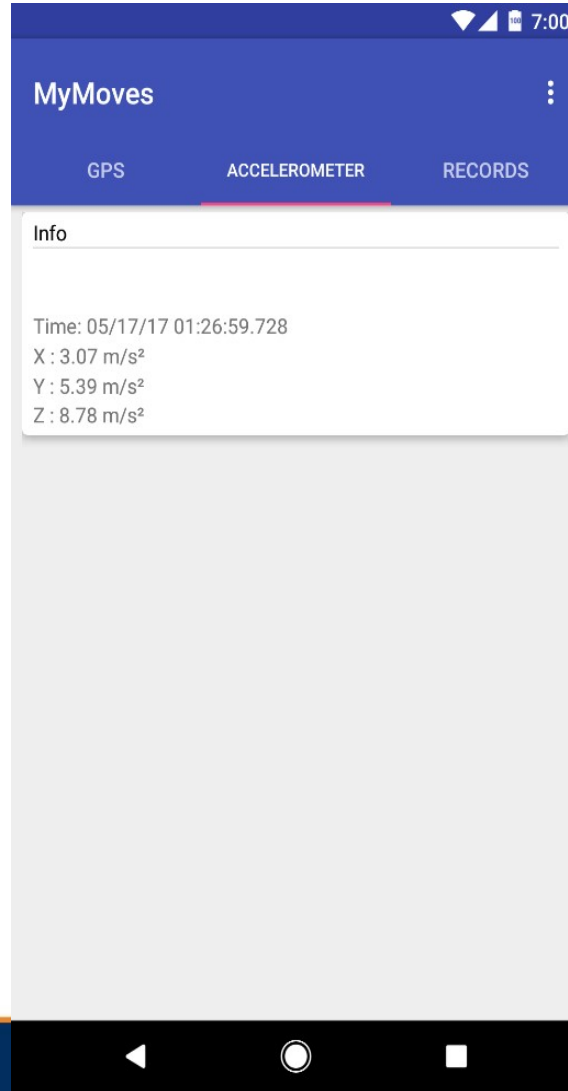 100 7:00
MyMoves
GPS ACCELEROMETER RECORDS
Info
Time: 05/17/17 01:26:59.728
X : 3.07 m/s²
Y : 5.39 m/s²
Z : 8.78 m/s²